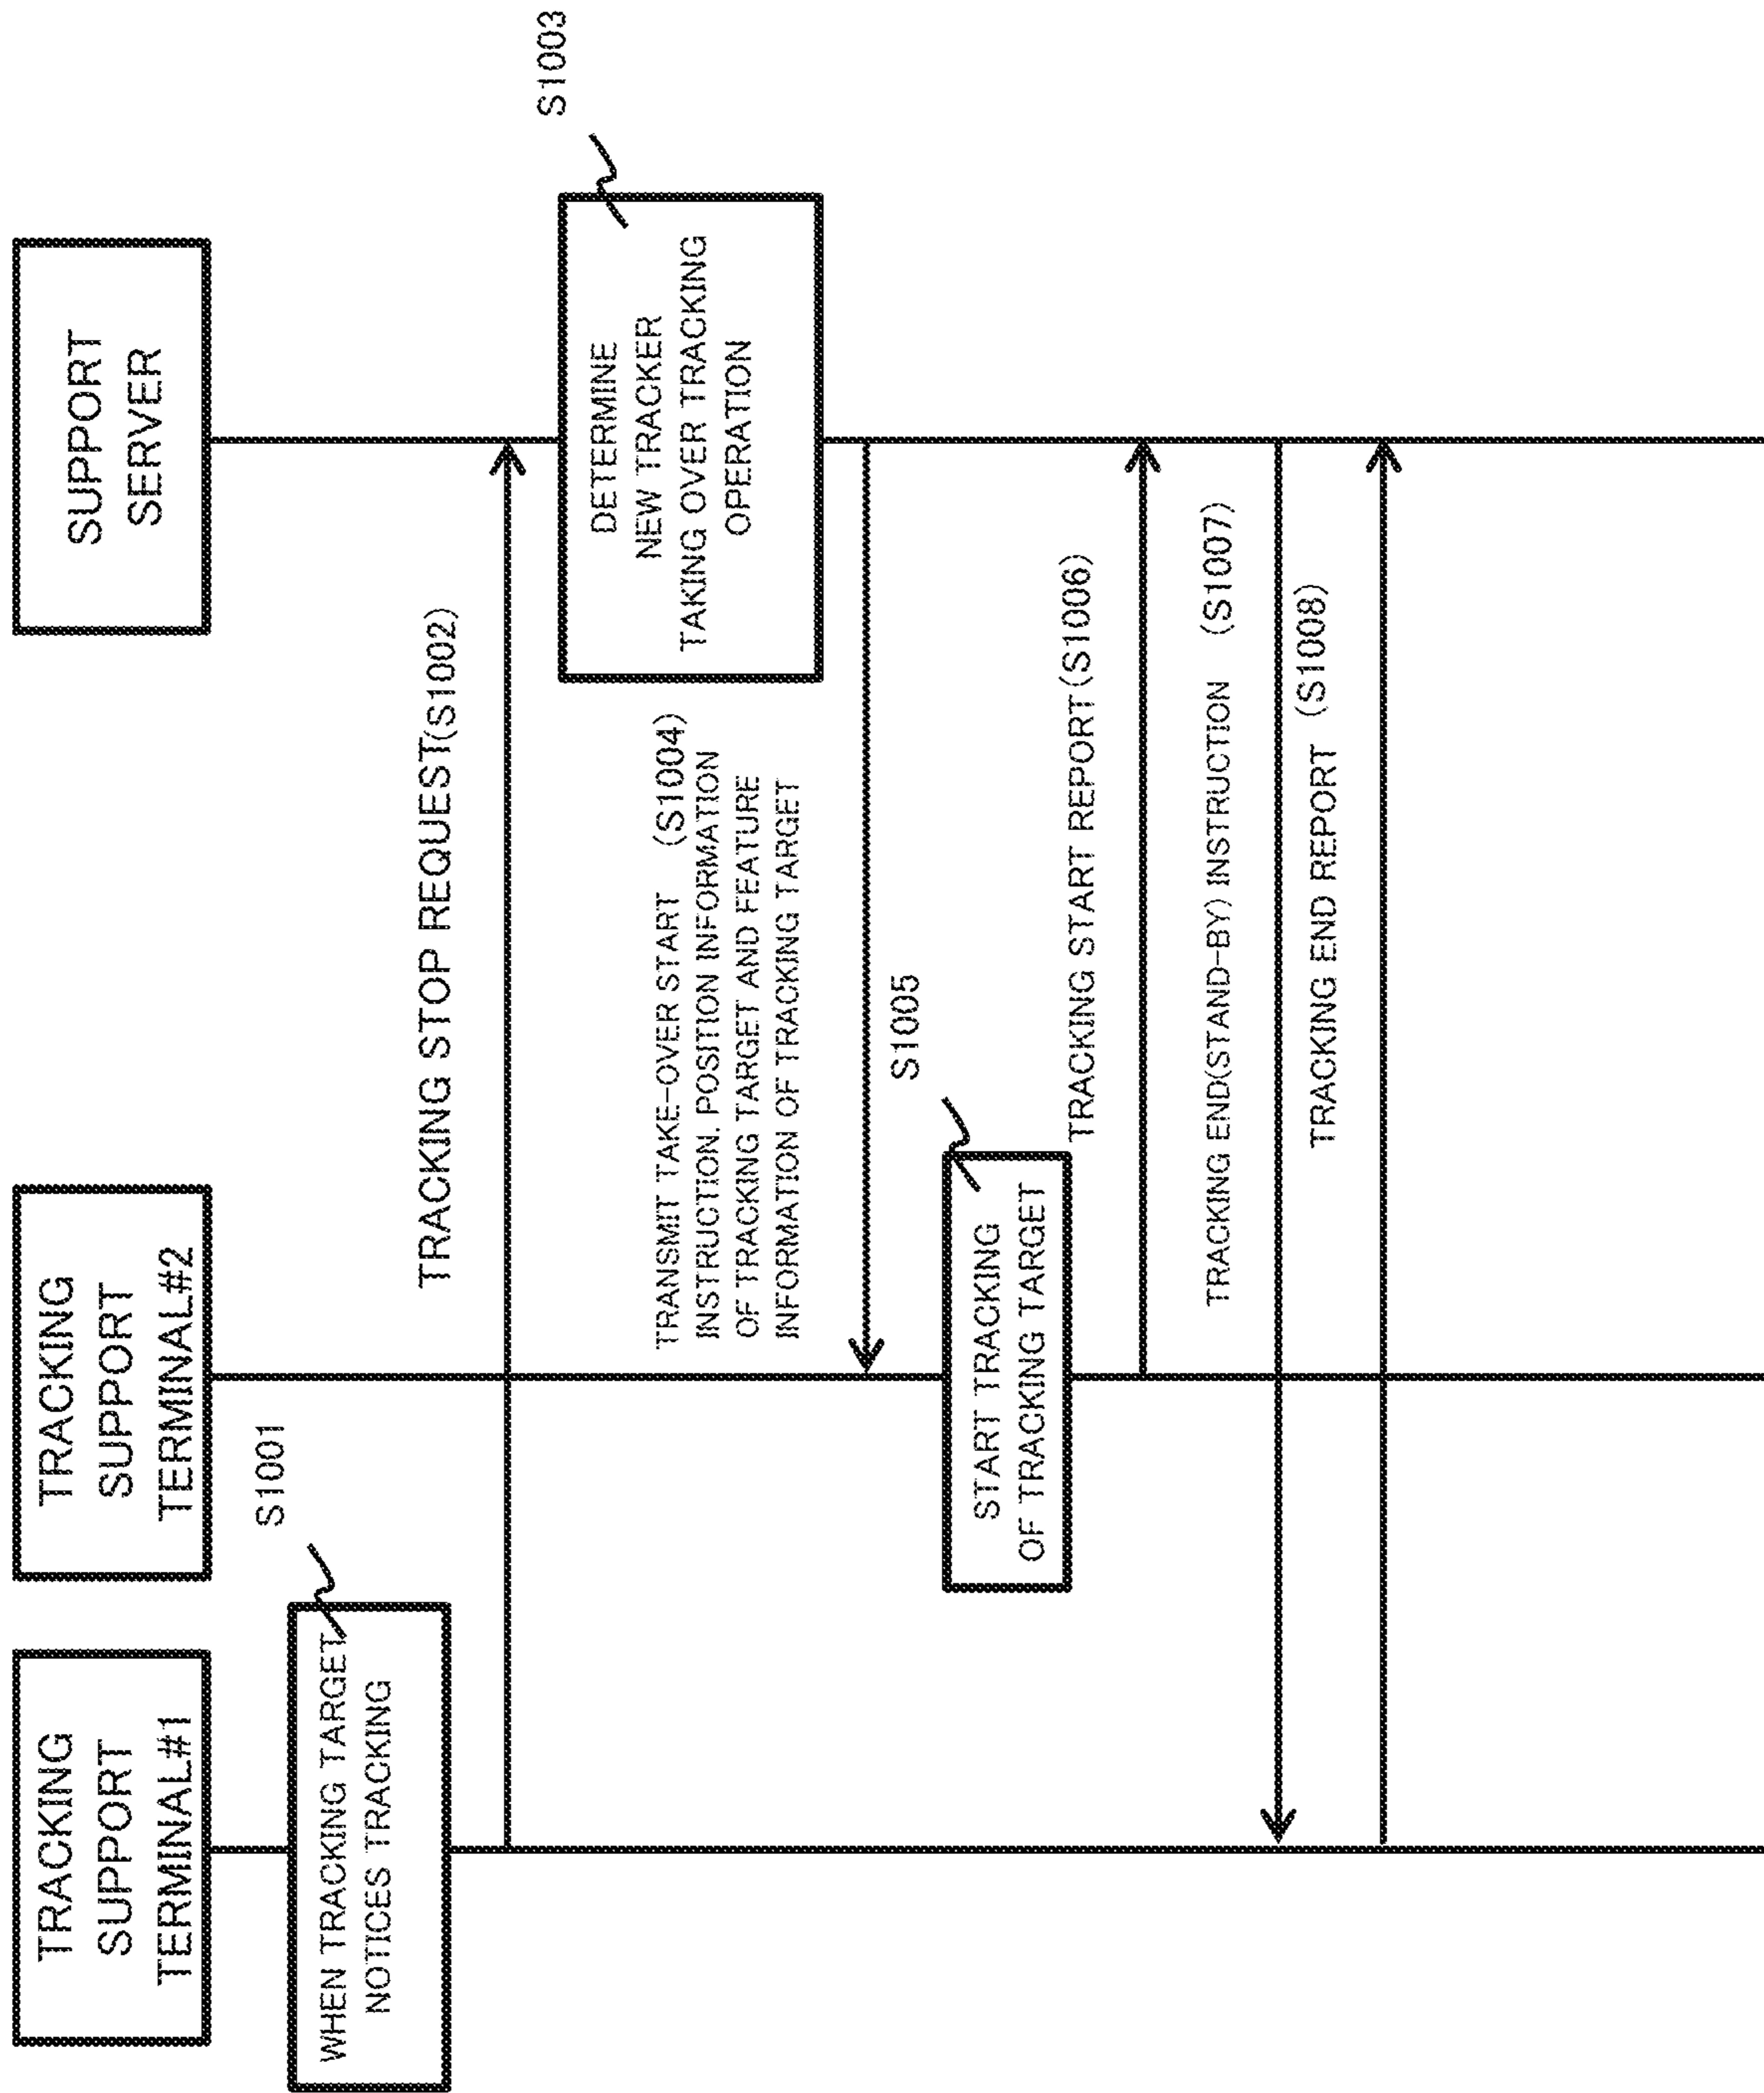 TRACKING
SUPPORT
TERMINAL#1
TRACKING
SUPPORT
TERMINAL#2
SUPPORT
SERVER
S1001
WHEN TRACKING TARGET
NOTICES TRACKING
TRACKING STOP REQUEST(S1002)
S1003
DETERMINE
NEW TRACKER
TAKING OVER TRACKING
OPERATION
TRANSMIT TAKE-OVER START (S1004)
INSTRUCTION. POSITION INFORMATION
OF TRACKING TARGET AND FEATURE
INFORMATION OF TRACKING TARGET
S1005
START TRACKING
OF TRACKING TARGET
TRACKING START REPORT(S1006)
TRACKING END(STAND-BY) INSTRUCTION (S1007)
TRACKING END REPORT (S1008)